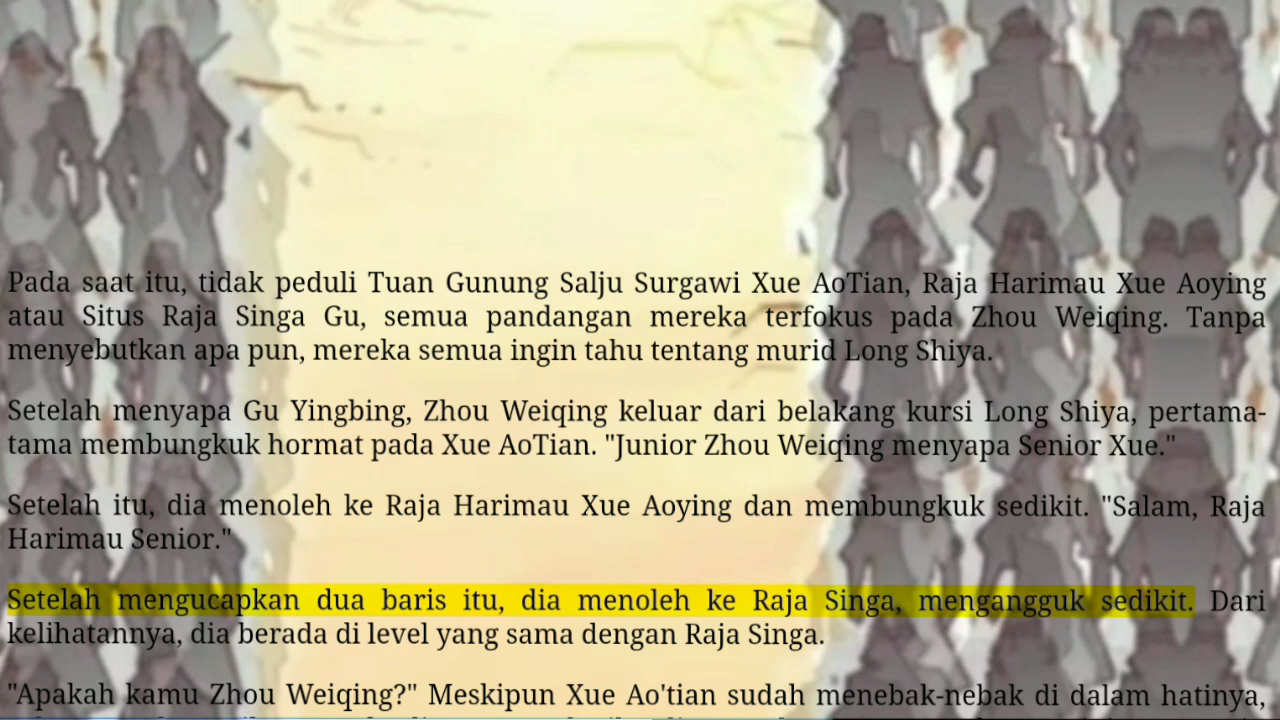 Pada saat itu, tidak peduli Tuan Gunung Salju Surgawi Xue AoTian, Raja Harimau Xue Aoying
atau Situs Raja Singa Gu, semua pandangan mereka terfokus pada Zhou Weiqing. Tanpa
menyebutkan apa pun, mereka semua ingin tahu tentang murid Long Shiya.
Setelah menyapa Gu Yingbing, Zhou Weiqing keluar dari belakang kursi Long Shiya, pertama-
tama membungkuk hormat pada Xue AoTian. "Junior Zhou Weiqing menyapa Senior Xue."
Setelah itu, dia menoleh ke Raja Harimau Xue Aoying dan membungkuk sedikit. "Salam, Raja
Harimau Senior."
Setelah mengucapkan dua baris itu, dia menoleh ke Raja Singa, mengangguk sedikit. Dari
kelihatannya, dia berada di level yang sama dengan Raja Singa.
"Apakah kamu Zhou Weiqing?" Meskipun Xue Ao'tian sudah menebak-nebak di dalam hatinya,